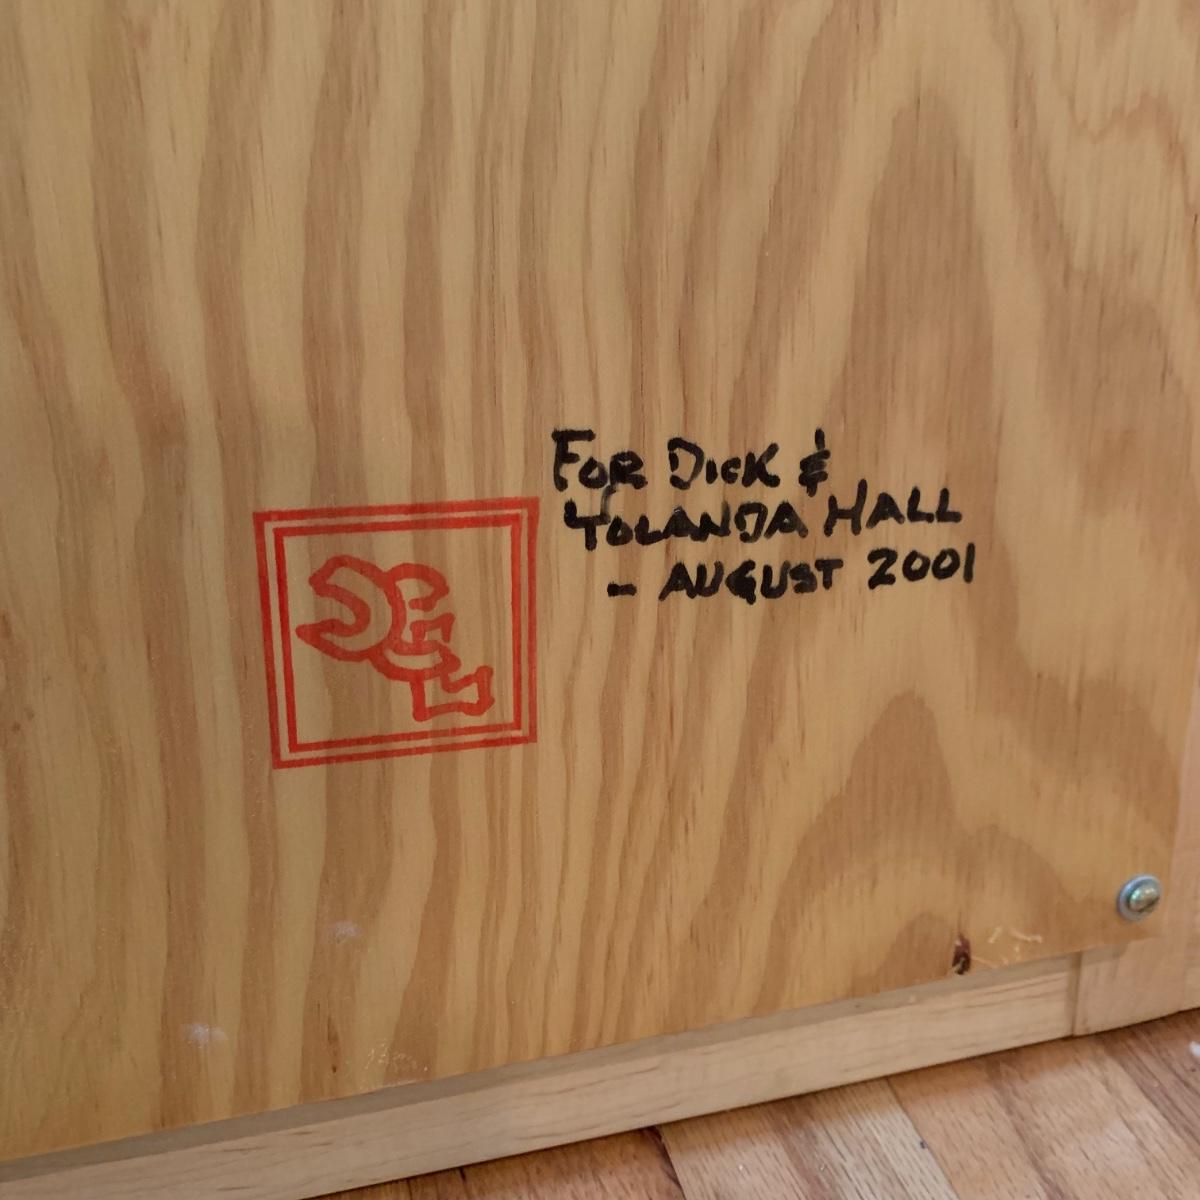 FOR DICK &
YOLANDA HALL
- AUGUST 2001